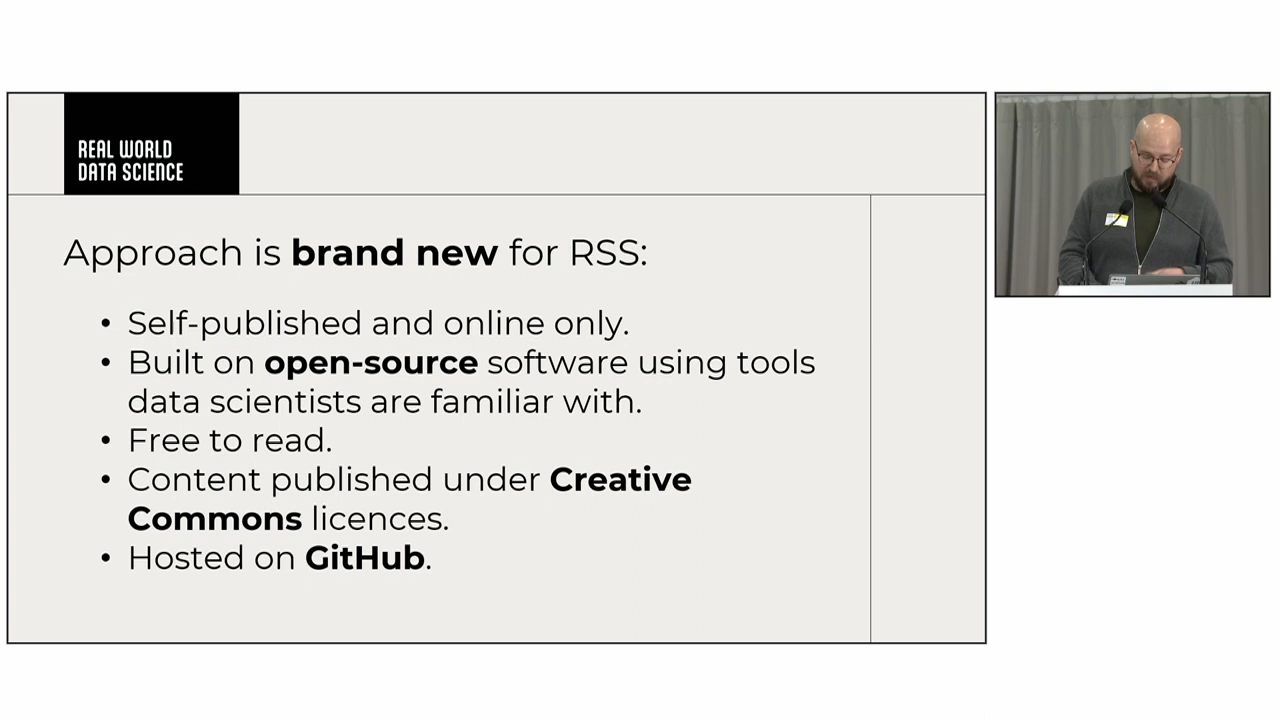 REAL WORLD
DATA SCIENCE
Approach is brand new for RSS:
• Self-published and online only.
• Built on open-source software using tools
data scientists are familiar with.
• Free to read.
• Content published under Creative
Commons licences.
• Hosted on GitHub.